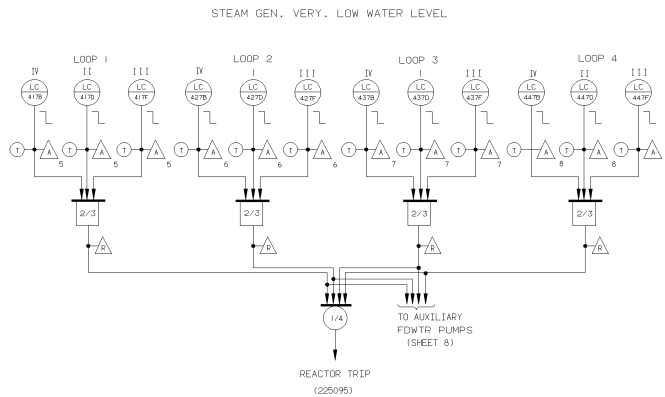 STEAM GEN. VERY. LOW WATER LEVEL
LOOP 1 LOOP 2 LOOP 3 LOOP 4
IV II III IV I III IV I III IV II III
LC LC LC LC LC LC LC LC LC LC LC LC
417B 417D 417F 427B 427D 427F 437B 437D 437F 447B 447D 447F
T A T A T A T A T A T A T A T A T A T A T A T A
5 5 5 6 6 6 7 7 7 8 8
2/3 2/3 2/3 2/3
R R R R
1/4
TO AUXILIARY
FDWTR PUMPS
(SHEET 8)
REACTOR TRIP
(225095)